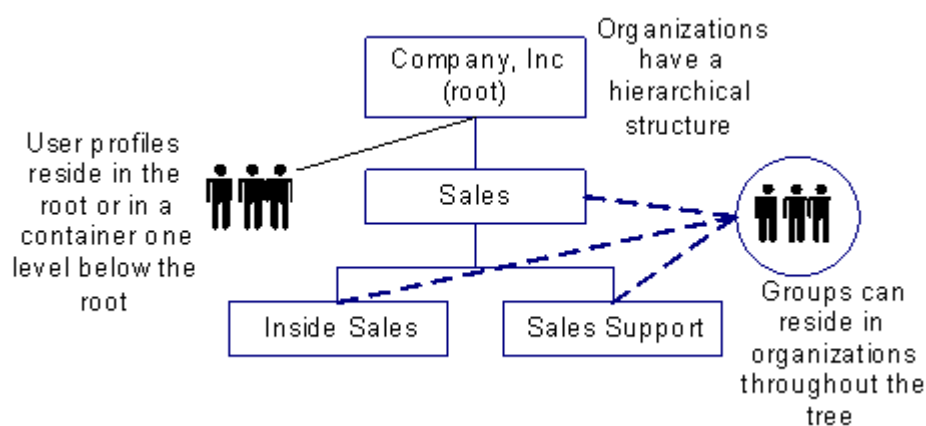 Company, Inc
(root)
Organizations
have a
hierarchical
structure
User profiles
reside in the
root or in a
container one
level below the
root
Sales
Inside Sales
Sales Support
Groups can
reside in
organizations
throughout the
tree